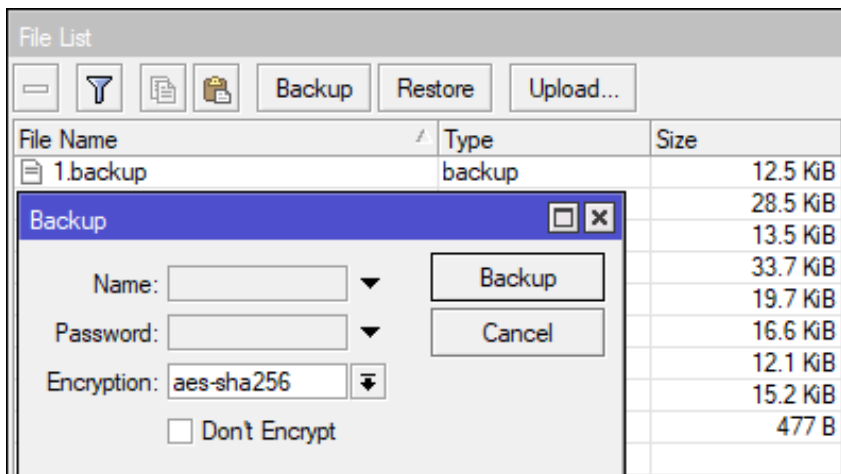 File List
Backup Restore Upload...
File Name Type Size
1.backup backup 12.5 KiB
Backup 28.5 KiB
13.5 KiB
Name: Backup 33.7 KiB
19.7 KiB
Password: Cancel 16.6 KiB
12.1 KiB
Encryption: aes-sha256 15.2 KiB
Don't Encrypt 477 B